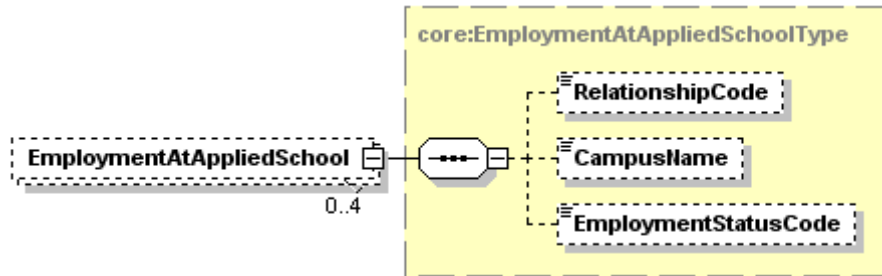 core:EmploymentAtAppliedSchoolType
RelationshipCode
EmploymentAtAppliedSchool
CampusName
0..4
EmploymentStatusCode